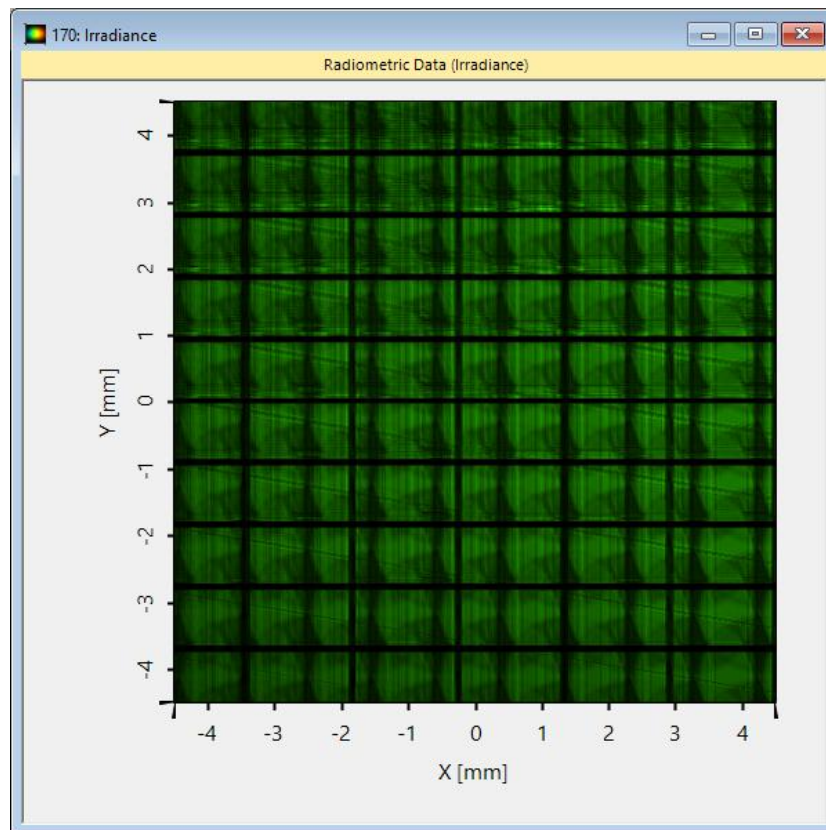 170: Irradiance
Radiometric Data (Irradiance)
4
3
2
1
0
-1
-2
-3
-4
Y [mm]
-4 -3 -2 -1 0 1 2 3 4
X [mm]